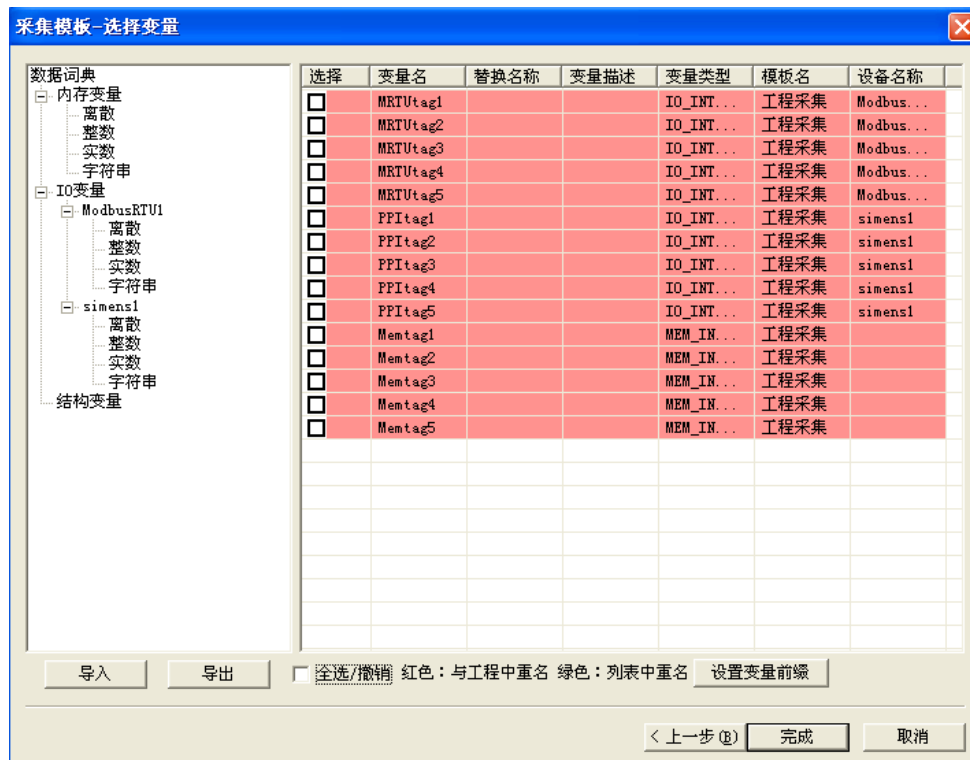 采集模板-选择变量
数据词典
内存变量
离散
整数
实数
字符串
IO变量
ModbusRTU1
离散
整数
实数
字符串
simens1
离散
整数
实数
字符串
结构变量
选择 变量名 替换名称 变量描述 变量类型 模板名 设备名称
MRTUtag1 IO_INT... 工程采集 Modbus...
MRTUtag2 IO_INT... 工程采集 Modbus...
MRTUtag3 IO_INT... 工程采集 Modbus...
MRTUtag4 IO_INT... 工程采集 Modbus...
MRTUtag5 IO_INT... 工程采集 Modbus...
PPItag1 IO_INT... 工程采集 simens1
PPItag2 IO_INT... 工程采集 simens1
PPItag3 IO_INT... 工程采集 simens1
PPItag4 IO_INT... 工程采集 simens1
PPItag5 IO_INT... 工程采集 simens1
Memtag1 MEM_IN... 工程采集
Memtag2 MEM_IN... 工程采集
Memtag3 MEM_IN... 工程采集
Memtag4 MEM_IN... 工程采集
Memtag5 MEM_IN... 工程采集
导入 导出 全选/撤销 红色：与工程中重名 绿色：列表中重名 设置变量前缀
< 上一步(B) 完成 取消